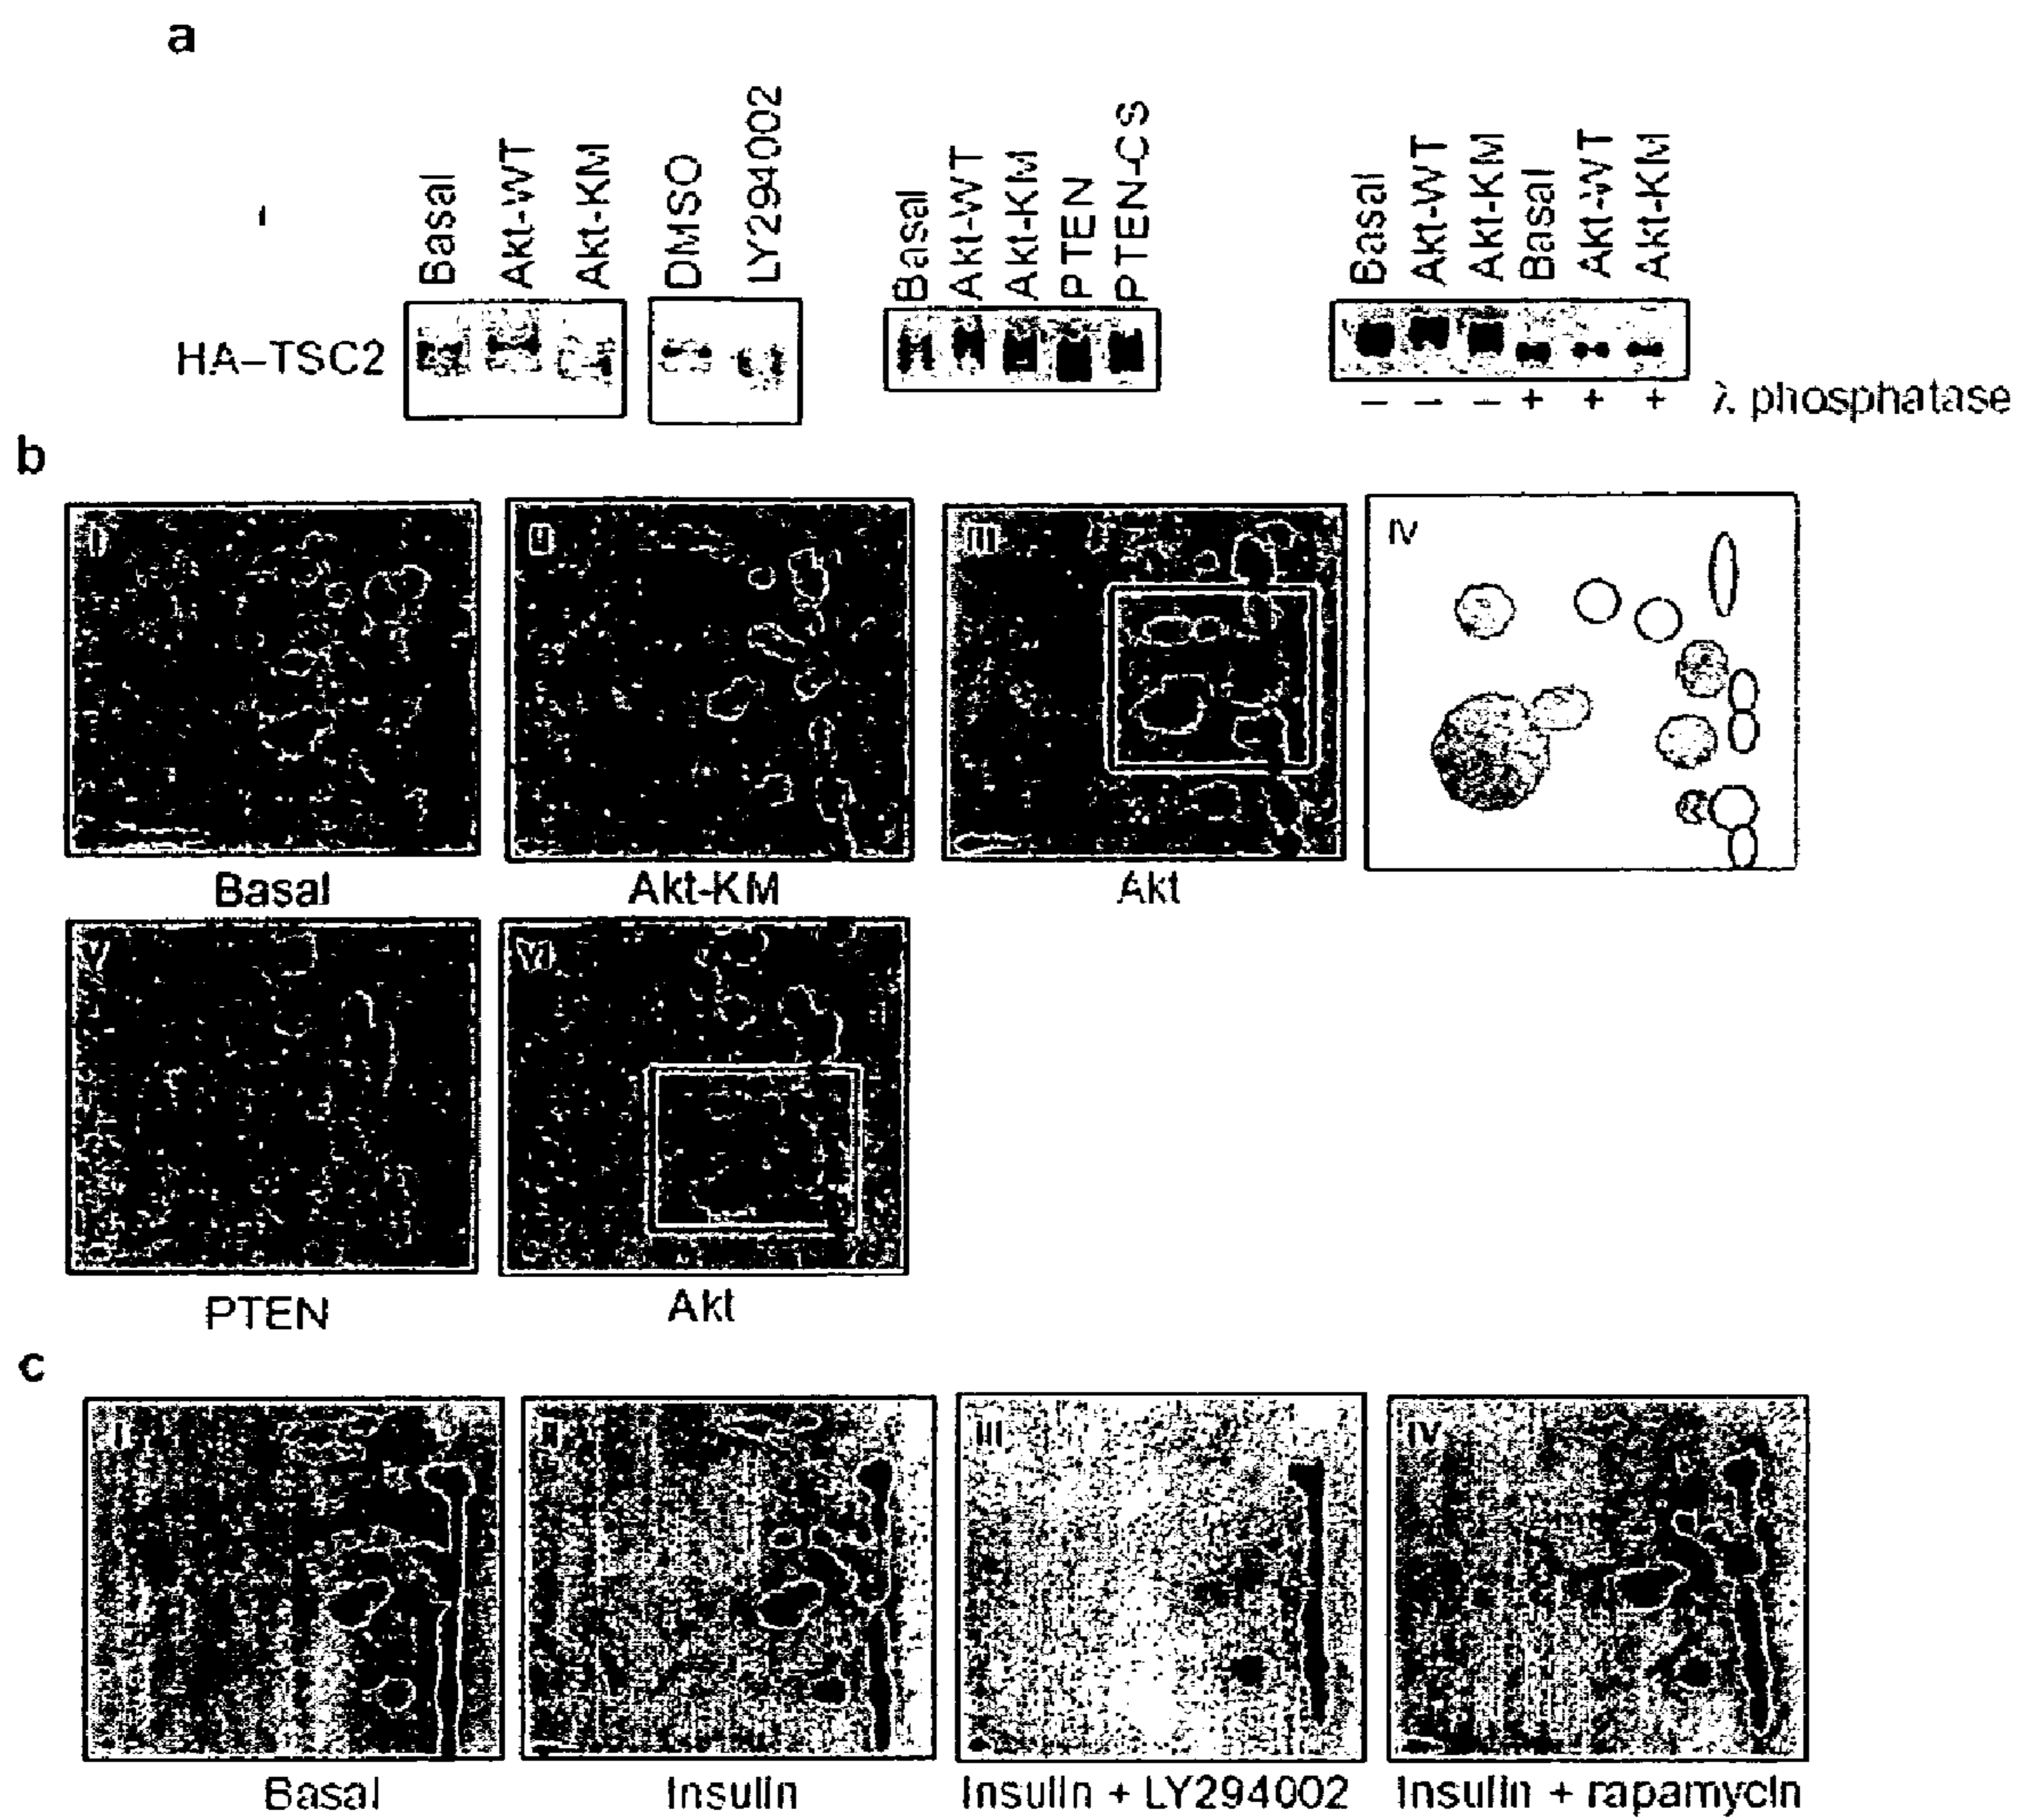 a
Basal Akt-WT Akt-KM DMSO LY294002 Basal Akt-WT Akt-KM PTEN PTEN-CS Basal Akt-WT Akt-KM Basal Akt-WT Akt-KM
HA–TSC2
– – – + + + λ phosphatase
b
i ii iii iv
Basal Akt-KM Akt
v vi
PTEN Akt
c
i ii iii iv
Basal Insulin Insulin + LY294002 Insulin + rapamycin